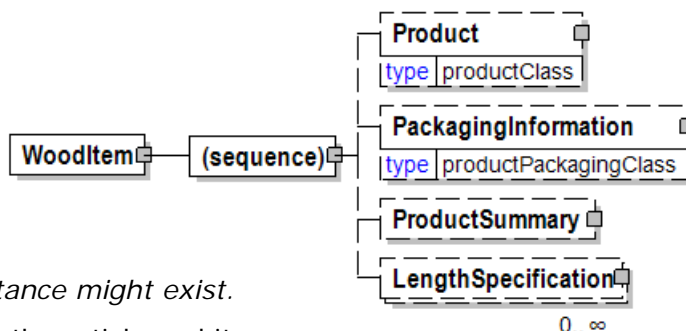 Product
type productClass
PackagingInformation
type productPackagingClass
WoodItem (sequence)
ProductSummary
LengthSpecification
tance might exist.
0..∞